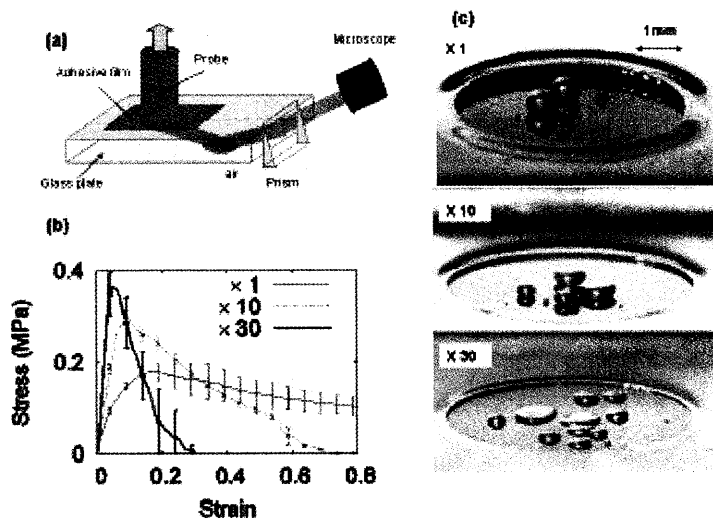 (a)
Microscope
Probe
Adhesive film
Glass plate
air
Prism
(b)
0.4
0.2
0
Stress (MPa)
× 1
× 10
× 30
0 0.2 0.4 0.6 0.8
Strain
(c)
1 mm
X 1
X 10
X 30